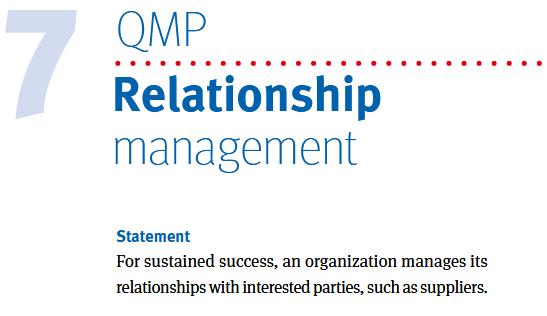 7
QMP
Relationship
management
Statement
For sustained success, an organization manages its
relationships with interested parties, such as suppliers.